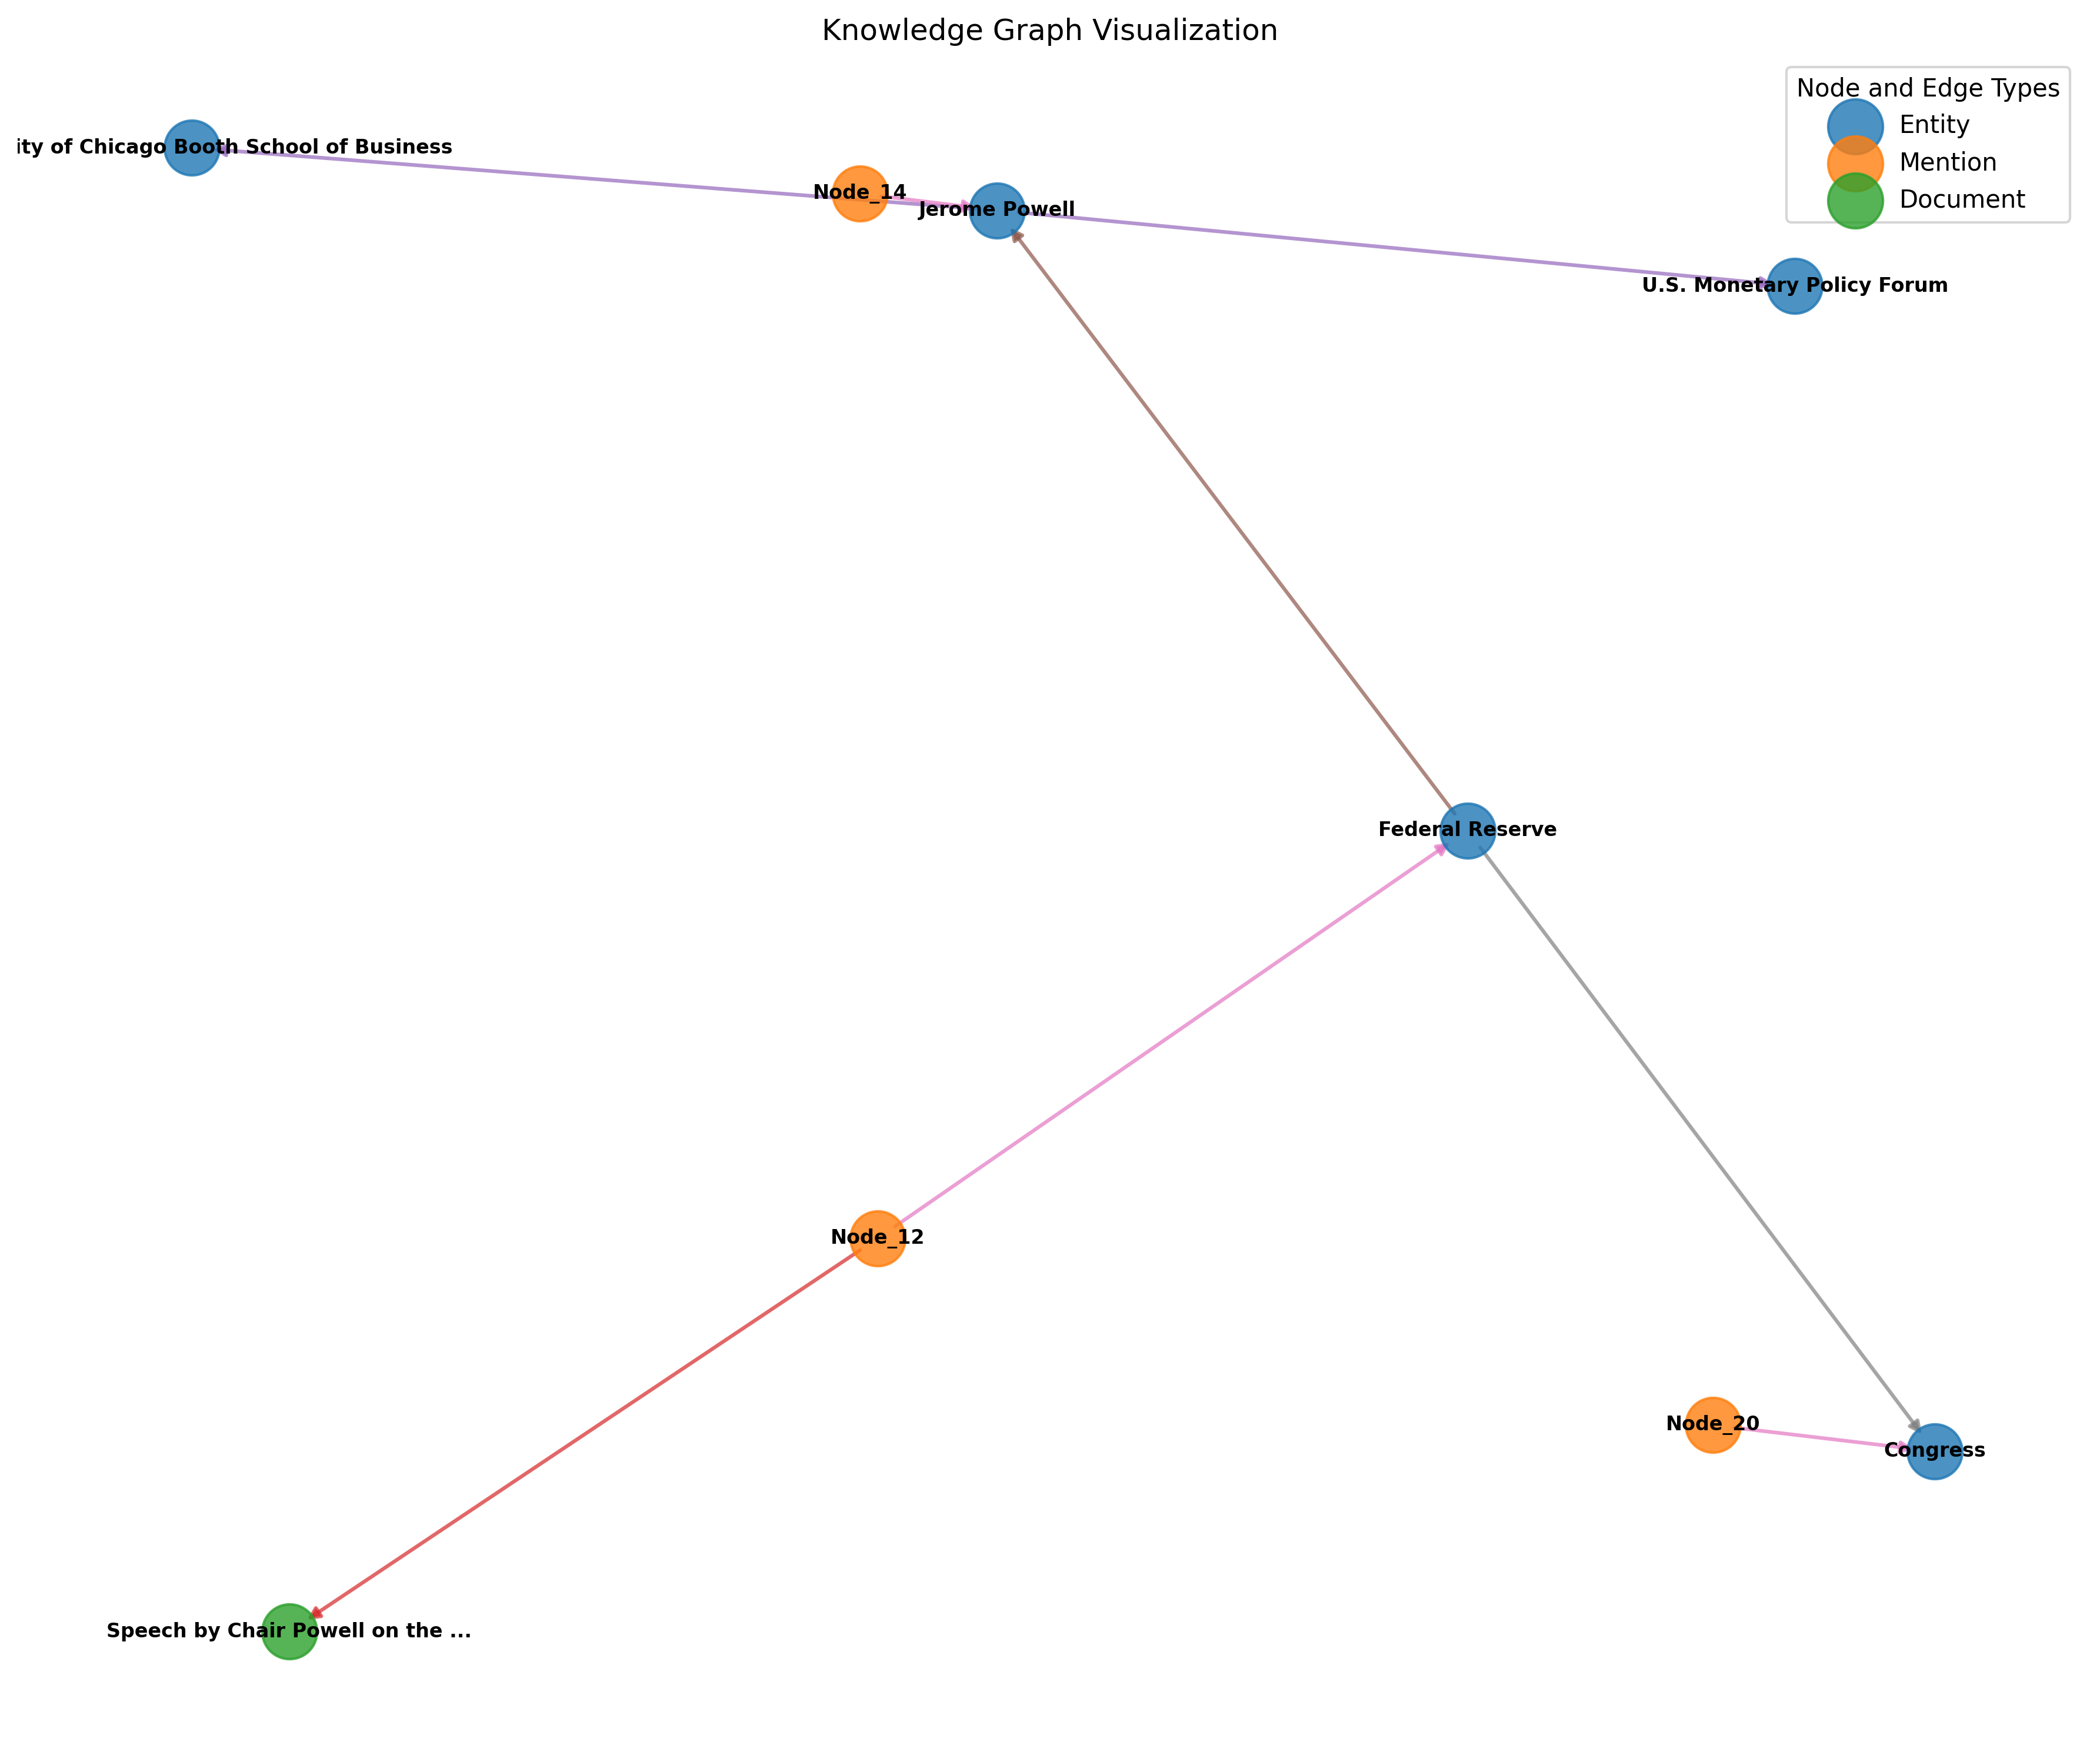 Knowledge Graph Visualization
Node and Edge Types
Entity
Mention
Document
ity of Chicago Booth School of Business
Node_14
Jerome Powell
U.S. Monetary Policy Forum
Federal Reserve
Node_12
Node_20
Congress
Speech by Chair Powell on the ...